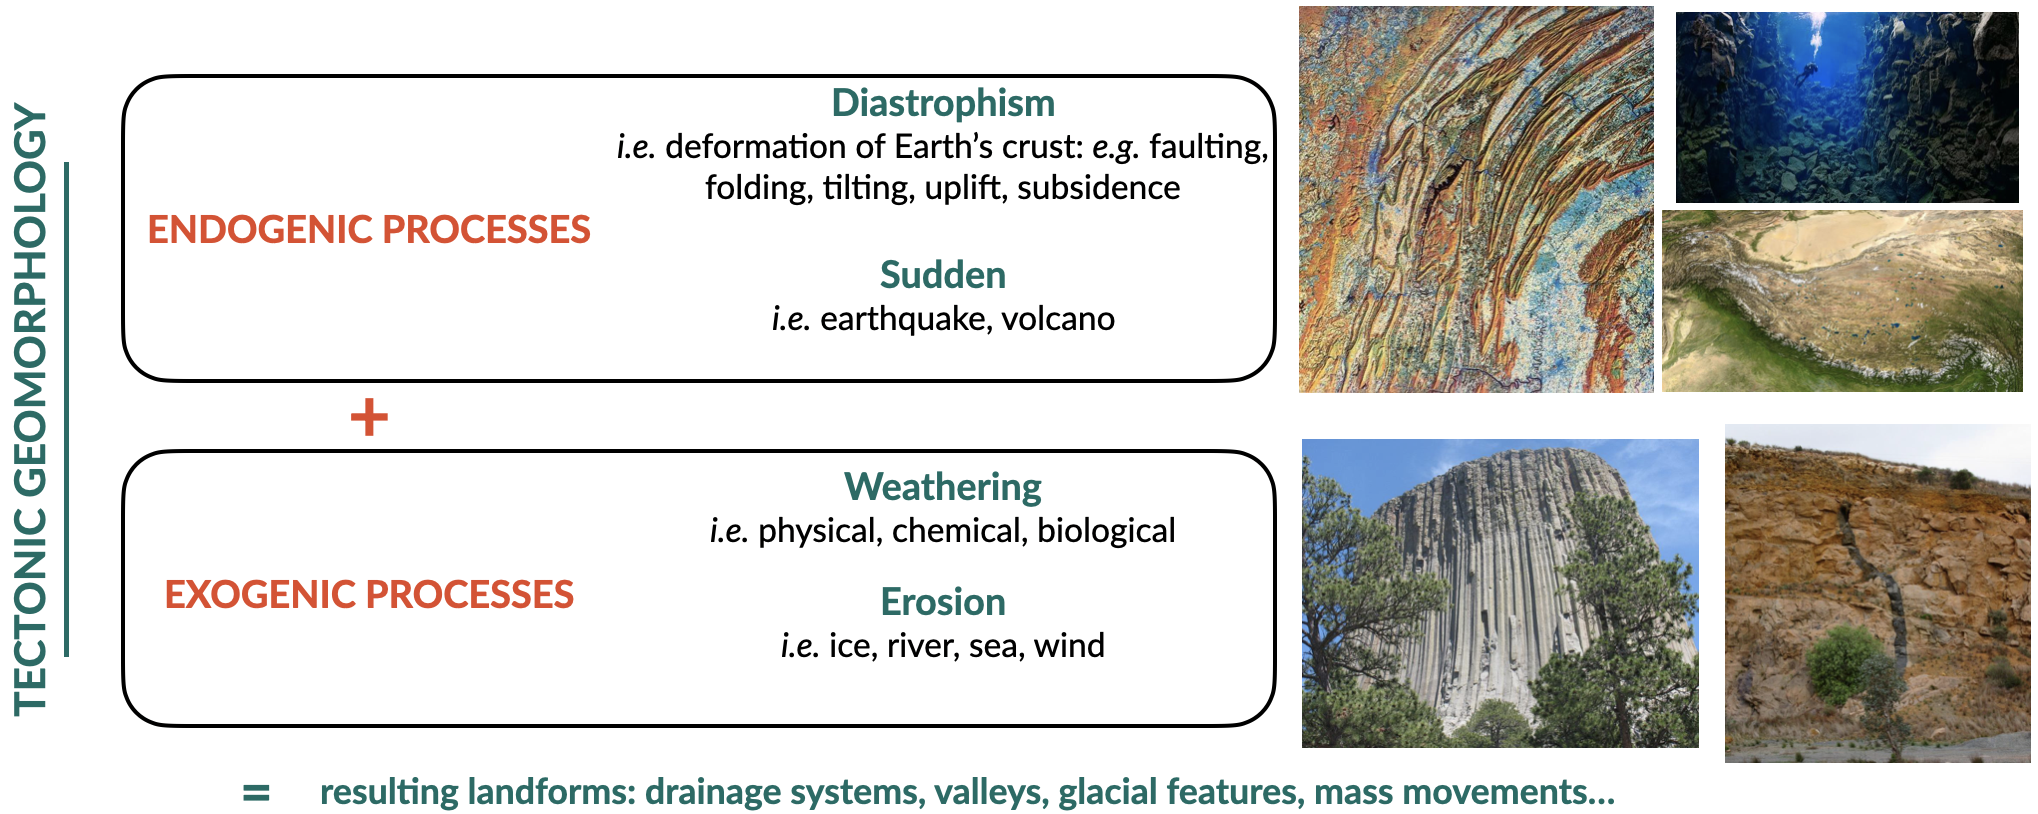 TECTONIC GEOMORPHOLOGY
ENDOGENIC PROCESSES
Diastrophism
i.e. deformation of Earth’s crust: e.g. faulting,
folding, tilting, uplift, subsidence
Sudden
i.e. earthquake, volcano
+
EXOGENIC PROCESSES
Weathering
i.e. physical, chemical, biological
Erosion
i.e. ice, river, sea, wind
= resulting landforms: drainage systems, valleys, glacial features, mass movements...